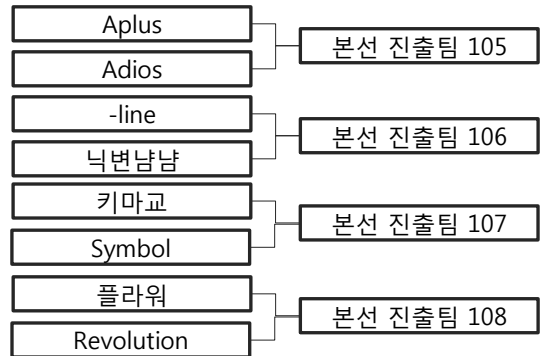 Aplus
Adios
본선 진출팀 105
-line
닉변냠냠
본선 진출팀 106
키마교
Symbol
본선 진출팀 107
플라워
Revolution
본선 진출팀 108